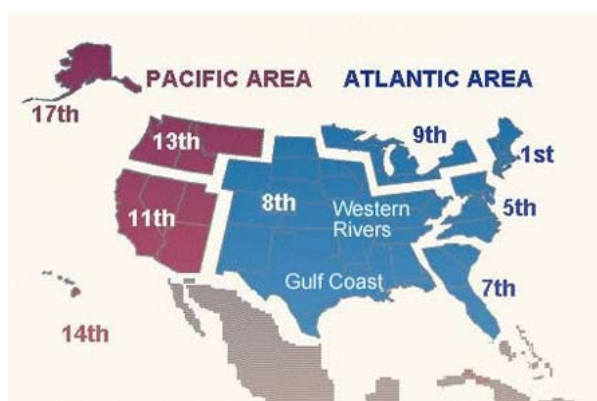 PACIFIC AREA
ATLANTIC AREA
17th
13th
9th
1st
11th
8th
Western
Rivers
5th
Gulf Coast
7th
14th